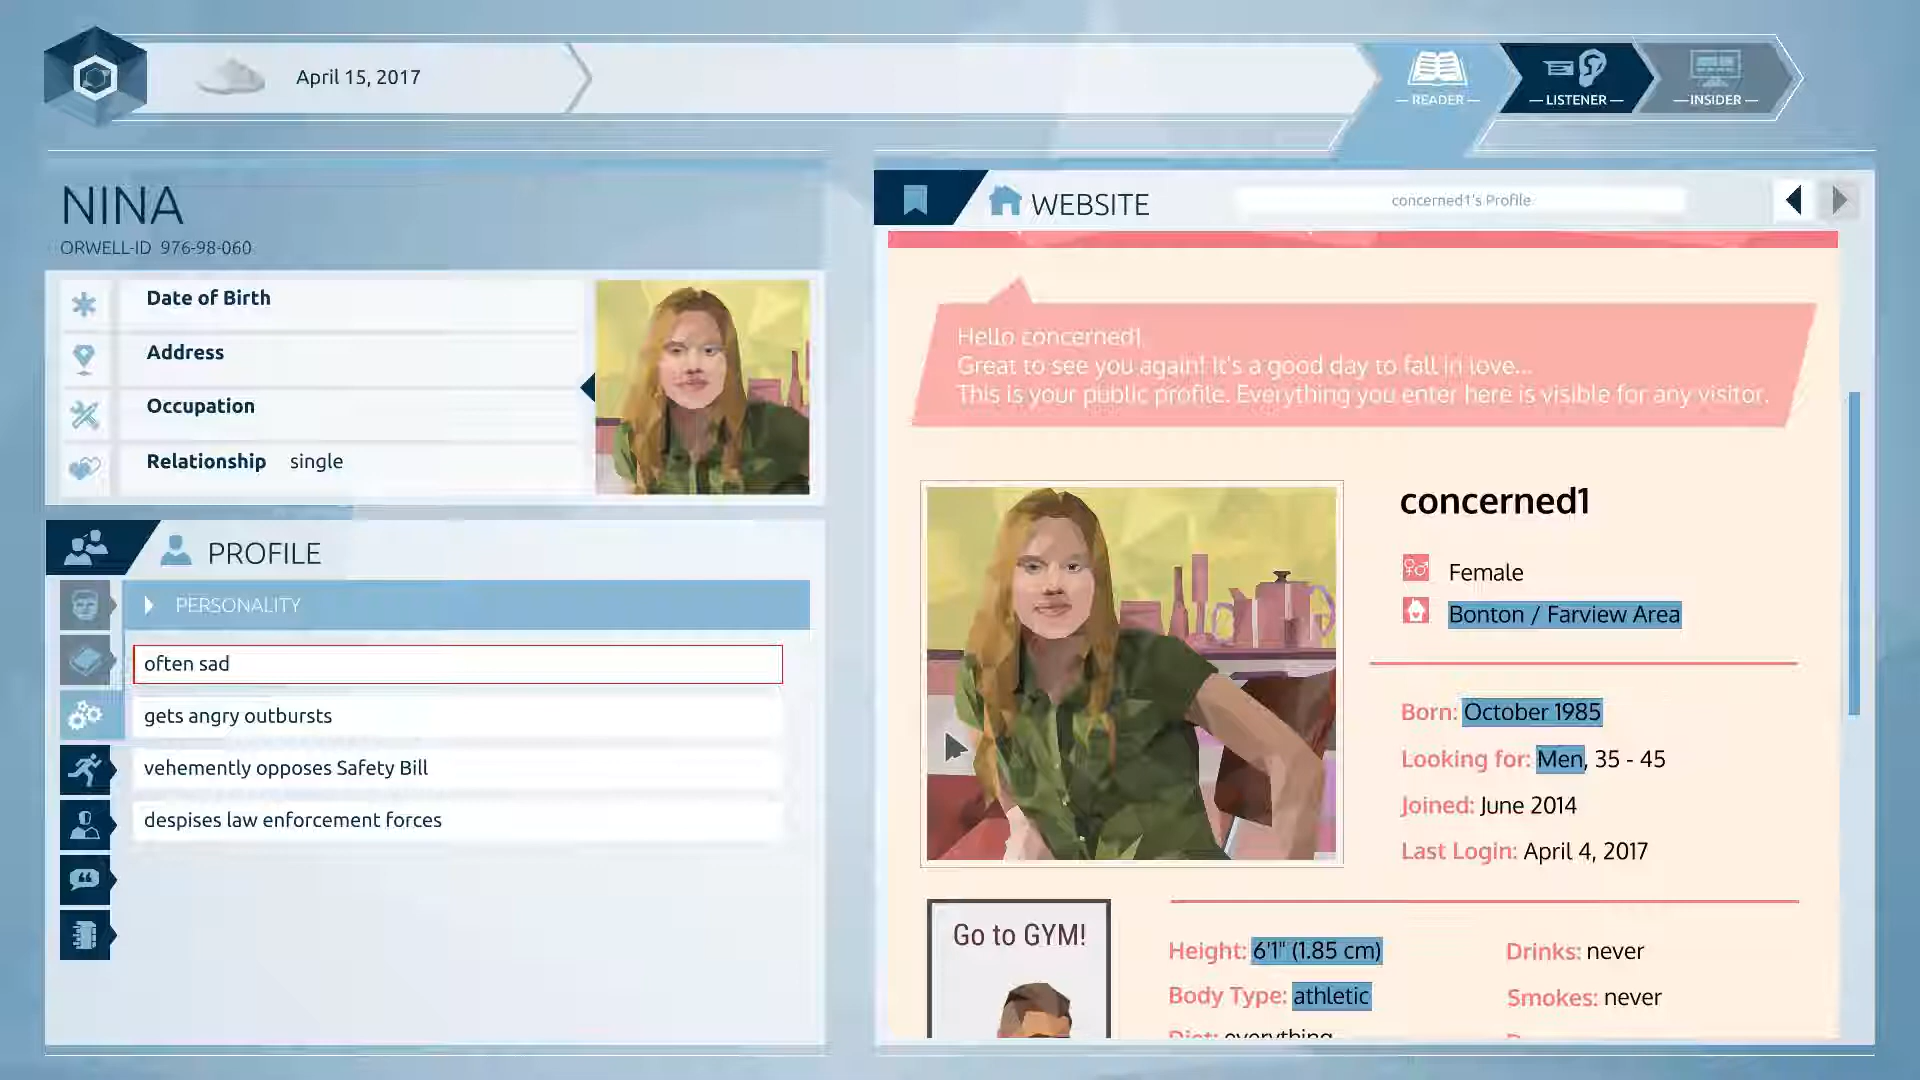 April 15, 2017
— READER —
— LISTENER —
— INSIDER —
NINA
ORWELL-ID 976-98-060
Date of Birth
Address
Occupation
Relationship single
PROFILE
PERSONALITY
often sad
gets angry outbursts
vehemently opposes Safety Bill
despises law enforcement forces
WEBSITE
concerned1's Profile
Hello concerned1,
Great to see you again! It's a good day to fall in love...
This is your public profile. Everything you enter here is visible for any visitor.
concerned1
Female
Bonton / Farview Area
Born: October 1985
Looking for: Men, 35 - 45
Joined: June 2014
Last Login: April 4, 2017
Go to GYM!
Height: 6'1" (1.85 cm)
Drinks: never
Body Type: athletic
Smokes: never
Diet: everything